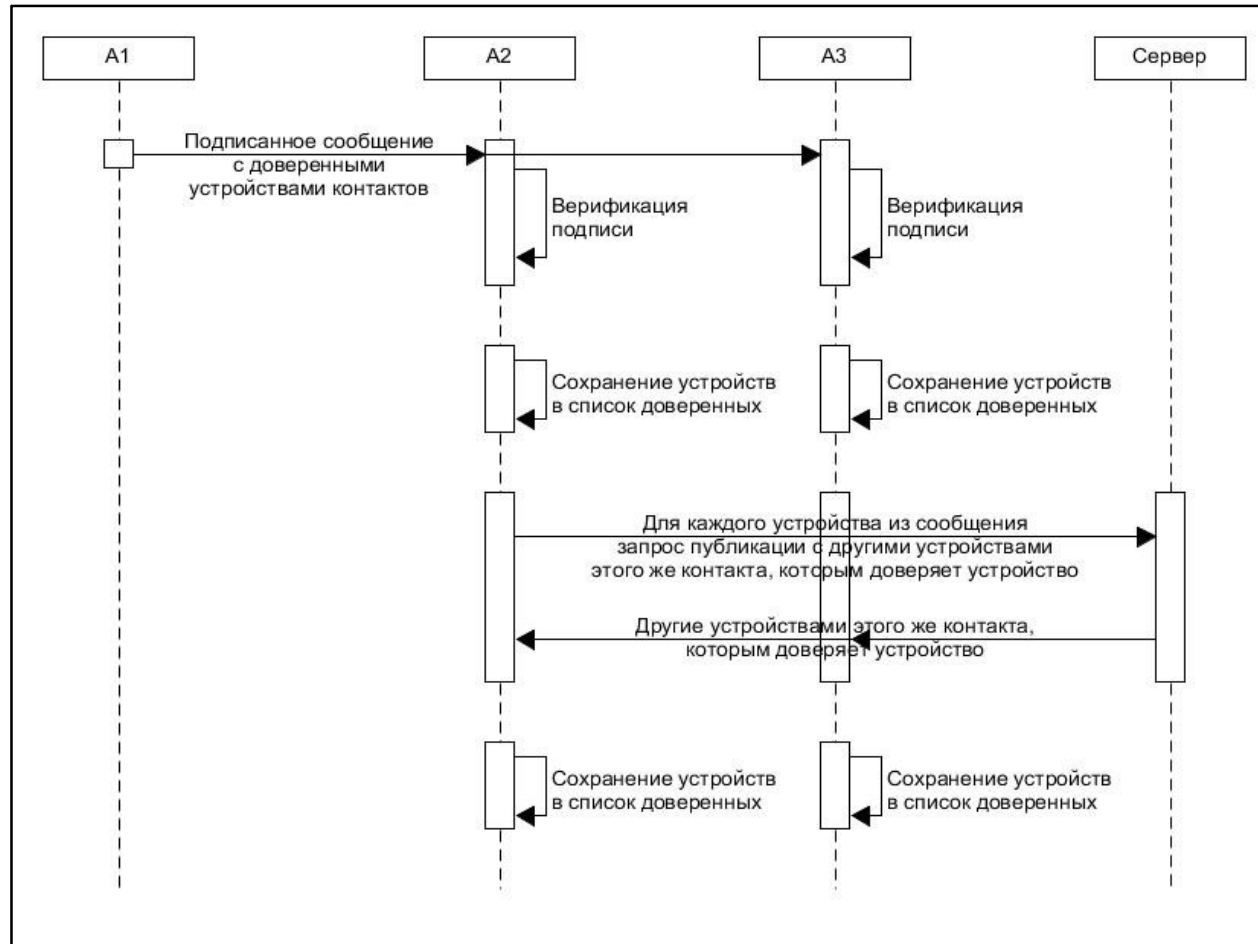 A1
A2
A3
Сервер
Подписанное сообщение
с доверенными
устройствами контактов
Верификация
подписи
Верификация
подписи
Сохранение устройств
в список доверенных
Сохранение устройств
в список доверенных
Для каждого устройства из сообщения
запрос публикации с другими устройствами
этого же контакта, которым доверяет устройство
Другие устройствами этого же контакта,
которым доверяет устройство
Сохранение устройств
в список доверенных
Сохранение устройств
в список доверенных